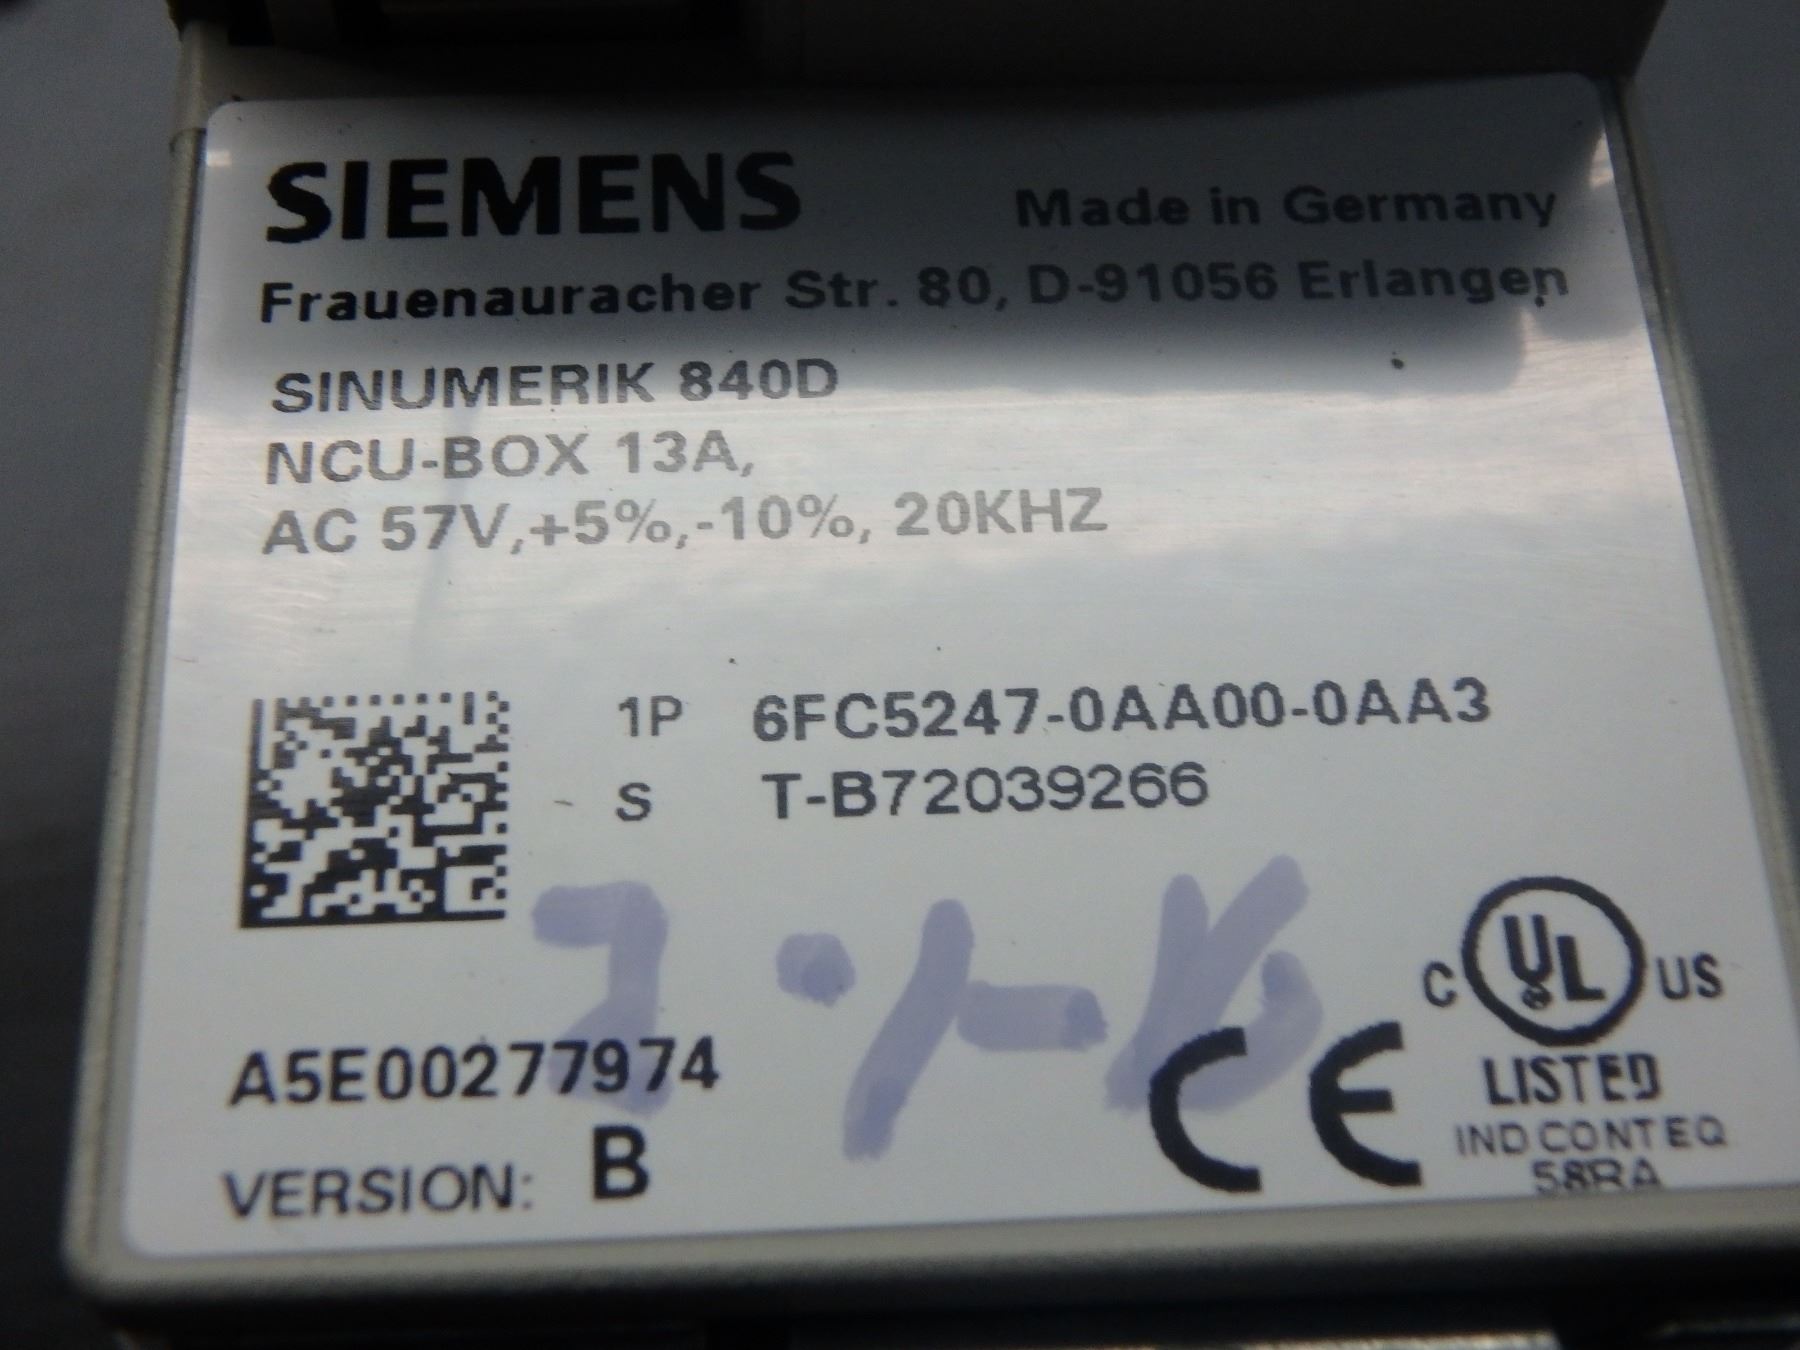 SIEMENS
Made in Germany
Frauenauracher Str. 80, D-91056 Erlangen
SINUMERIK 840D
NCU-BOX 13A,
AC 57V,+5%,-10%, 20KHZ
1P 6FC5247-0AA00-0AA3
S T-B72039266
A5E00277974
VERSION: B
CE
C UL US
LISTED
IND CONT EQ
58RA